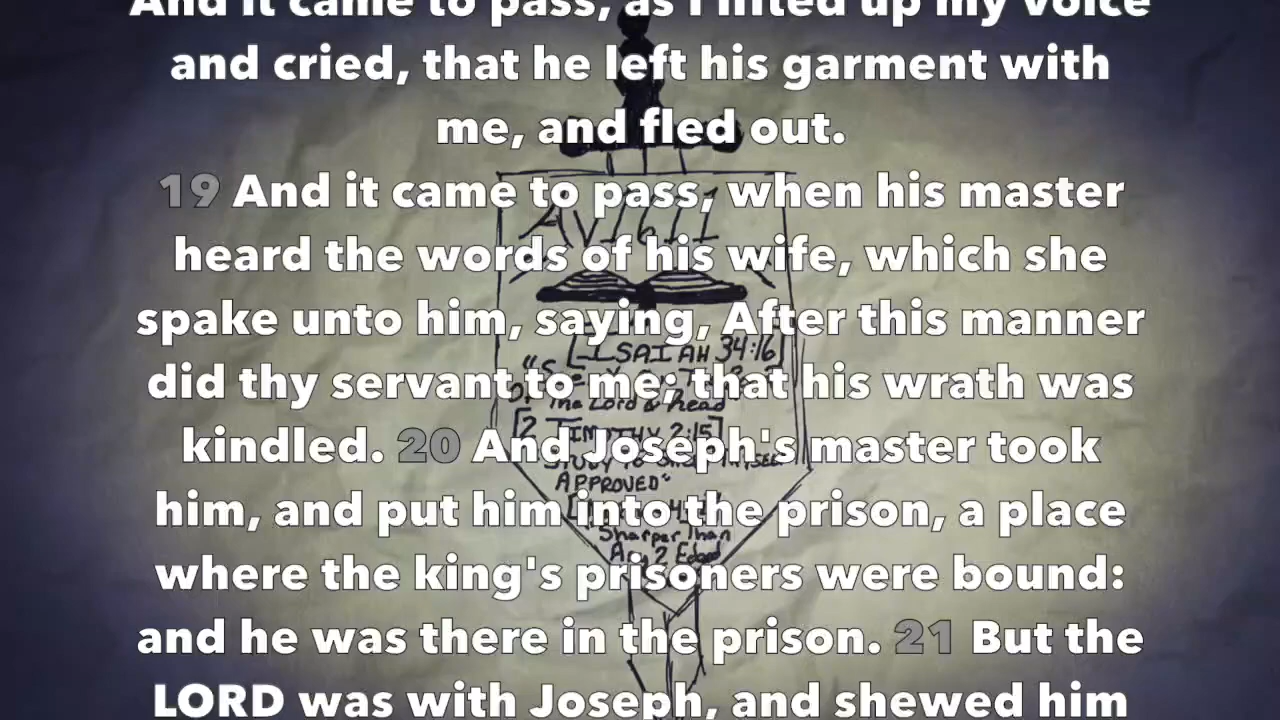 And it came to pass, as I lifted up my voice
and cried, that he left his garment with
me, and fled out.
19 And it came to pass, when his master
heard the words of his wife, which she
spake unto him, saying, After this manner
did thy servant to me; that his wrath was
kindled. 20 And Joseph's master took
him, and put him into the prison, a place
where the king's prisoners were bound:
and he was there in the prison. 21 But the
LORD was with Joseph, and shewed him
AV1611
[ISAIAH 34:16]
The Lord & read
[2 TIMOTHY 2:15]
APPROVED"
"Sharper than
2 Edged